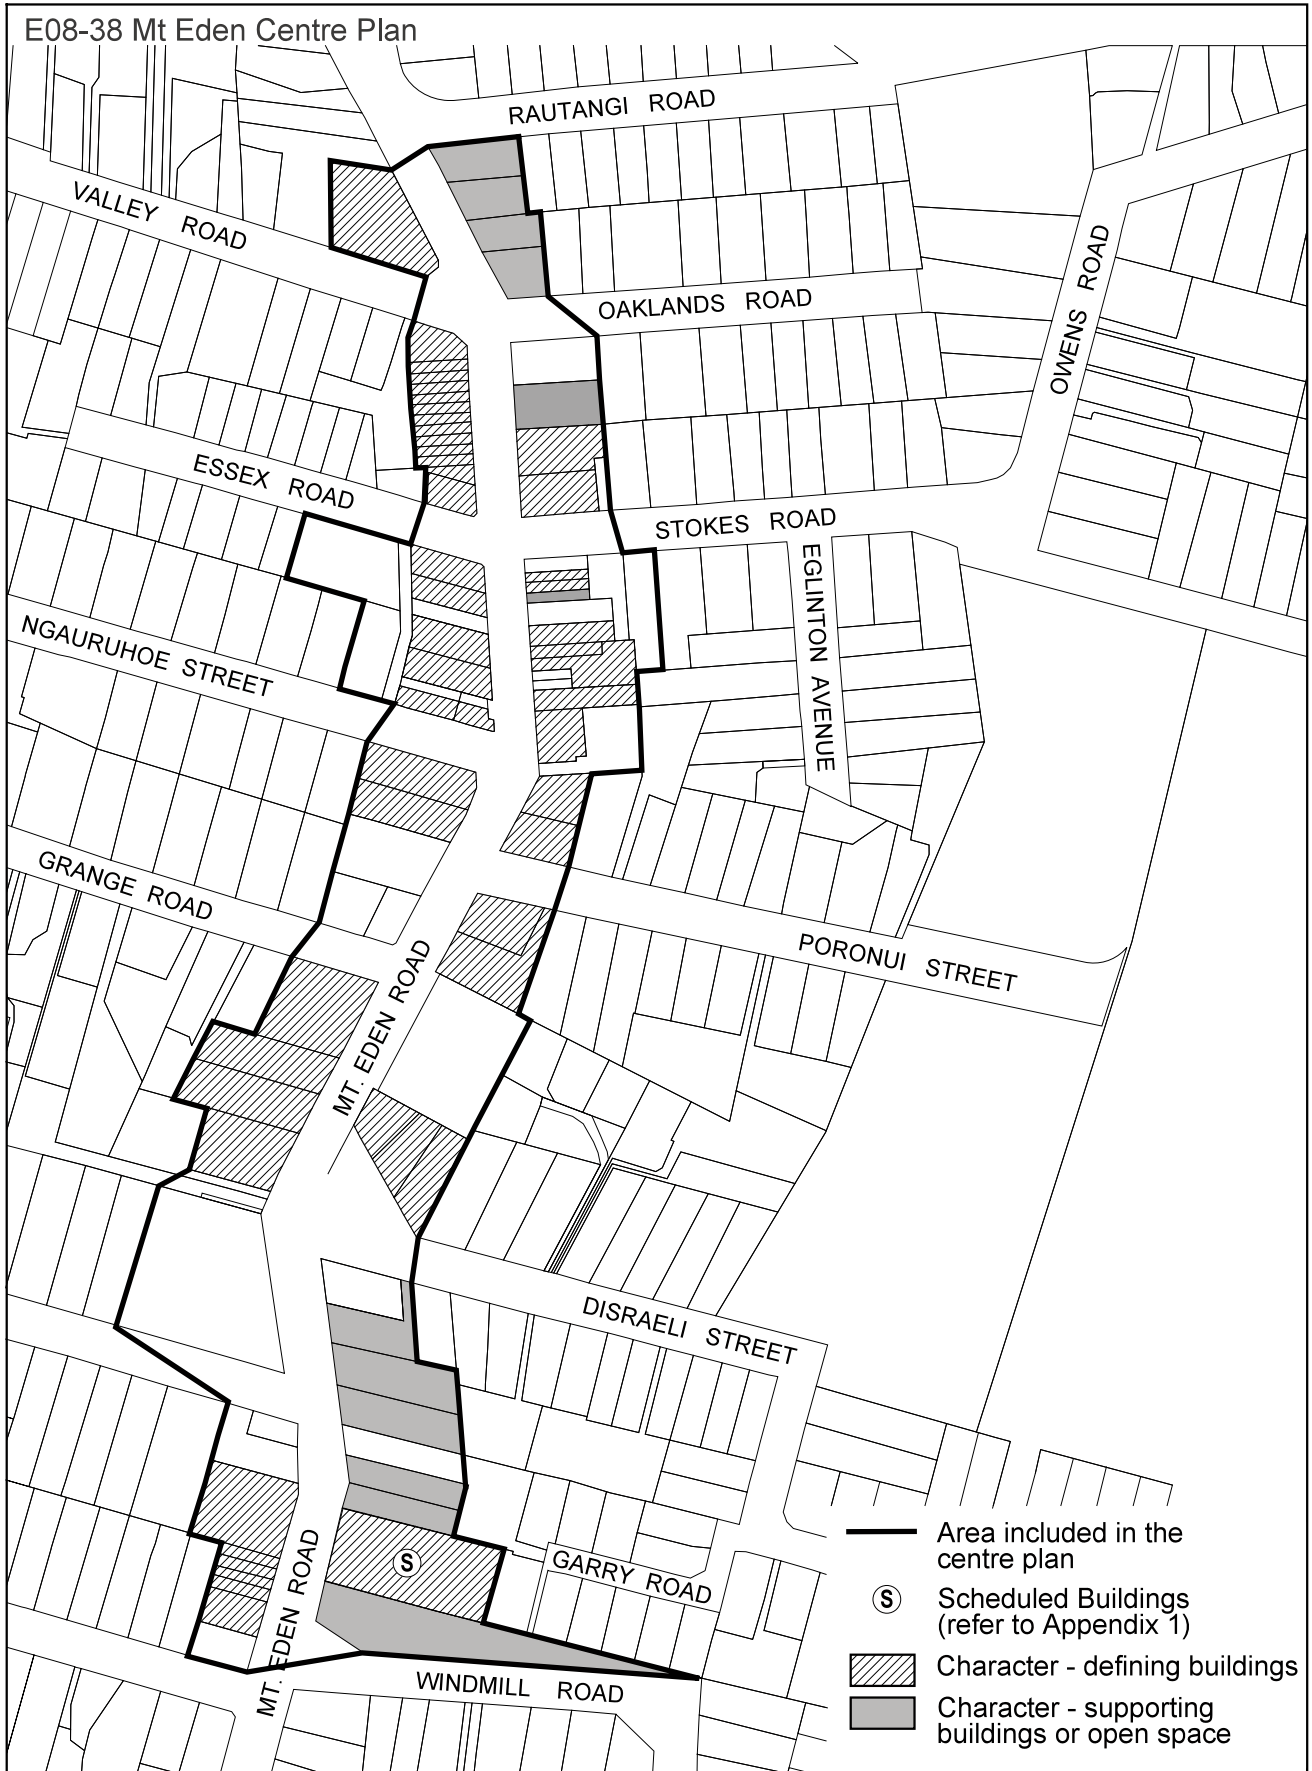 E08-38 Mt Eden Centre Plan
RAUTANGI ROAD
VALLEY ROAD
OAKLANDS ROAD
OWENS ROAD
ESSEX ROAD
STOKES ROAD
EGLINTON AVENUE
NGAURUHOE STREET
GRANGE ROAD
MT. EDEN ROAD
PORONUI STREET
DISRAELI STREET
GARRY ROAD
MT. EDEN ROAD
WINDMILL ROAD
S
Area included in the
centre plan
S Scheduled Buildings
(refer to Appendix 1)
Character - defining buildings
Character - supporting
buildings or open space